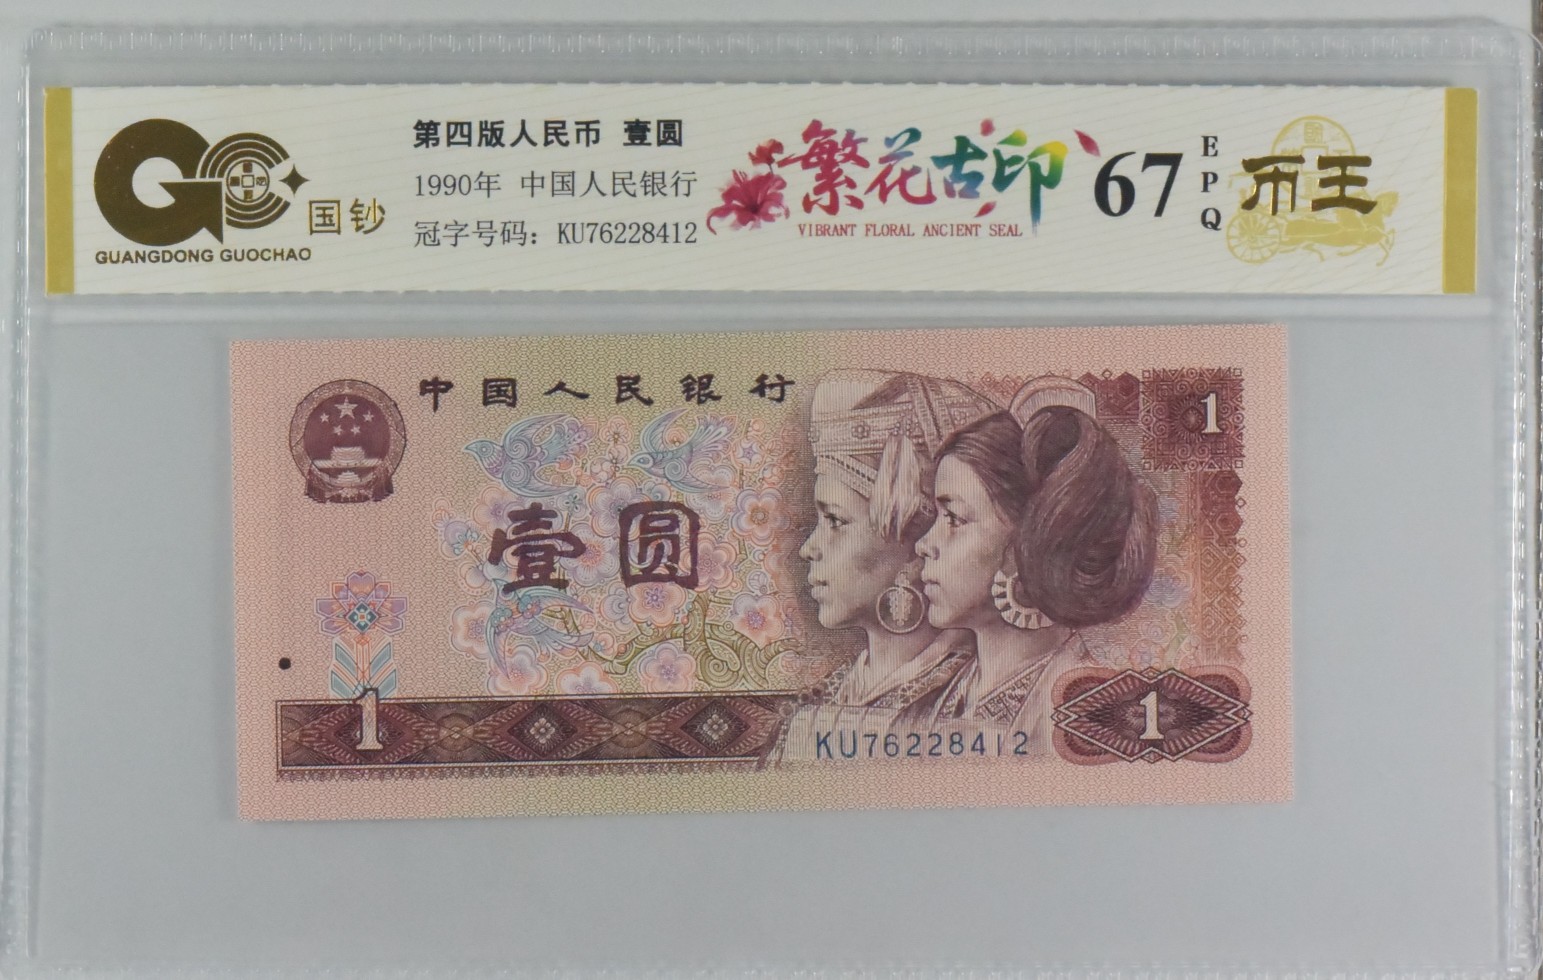 第四版人民币 壹圆
1990年 中国人民银行
冠字号码：KU76228412
国钞
GUANGDONG GUOCHAO
繁花古印
VIBRANT FLORAL ANCIENT SEAL
67
EPQ
币王
中国人民银行
1
壹圆
1
1
KU76228412